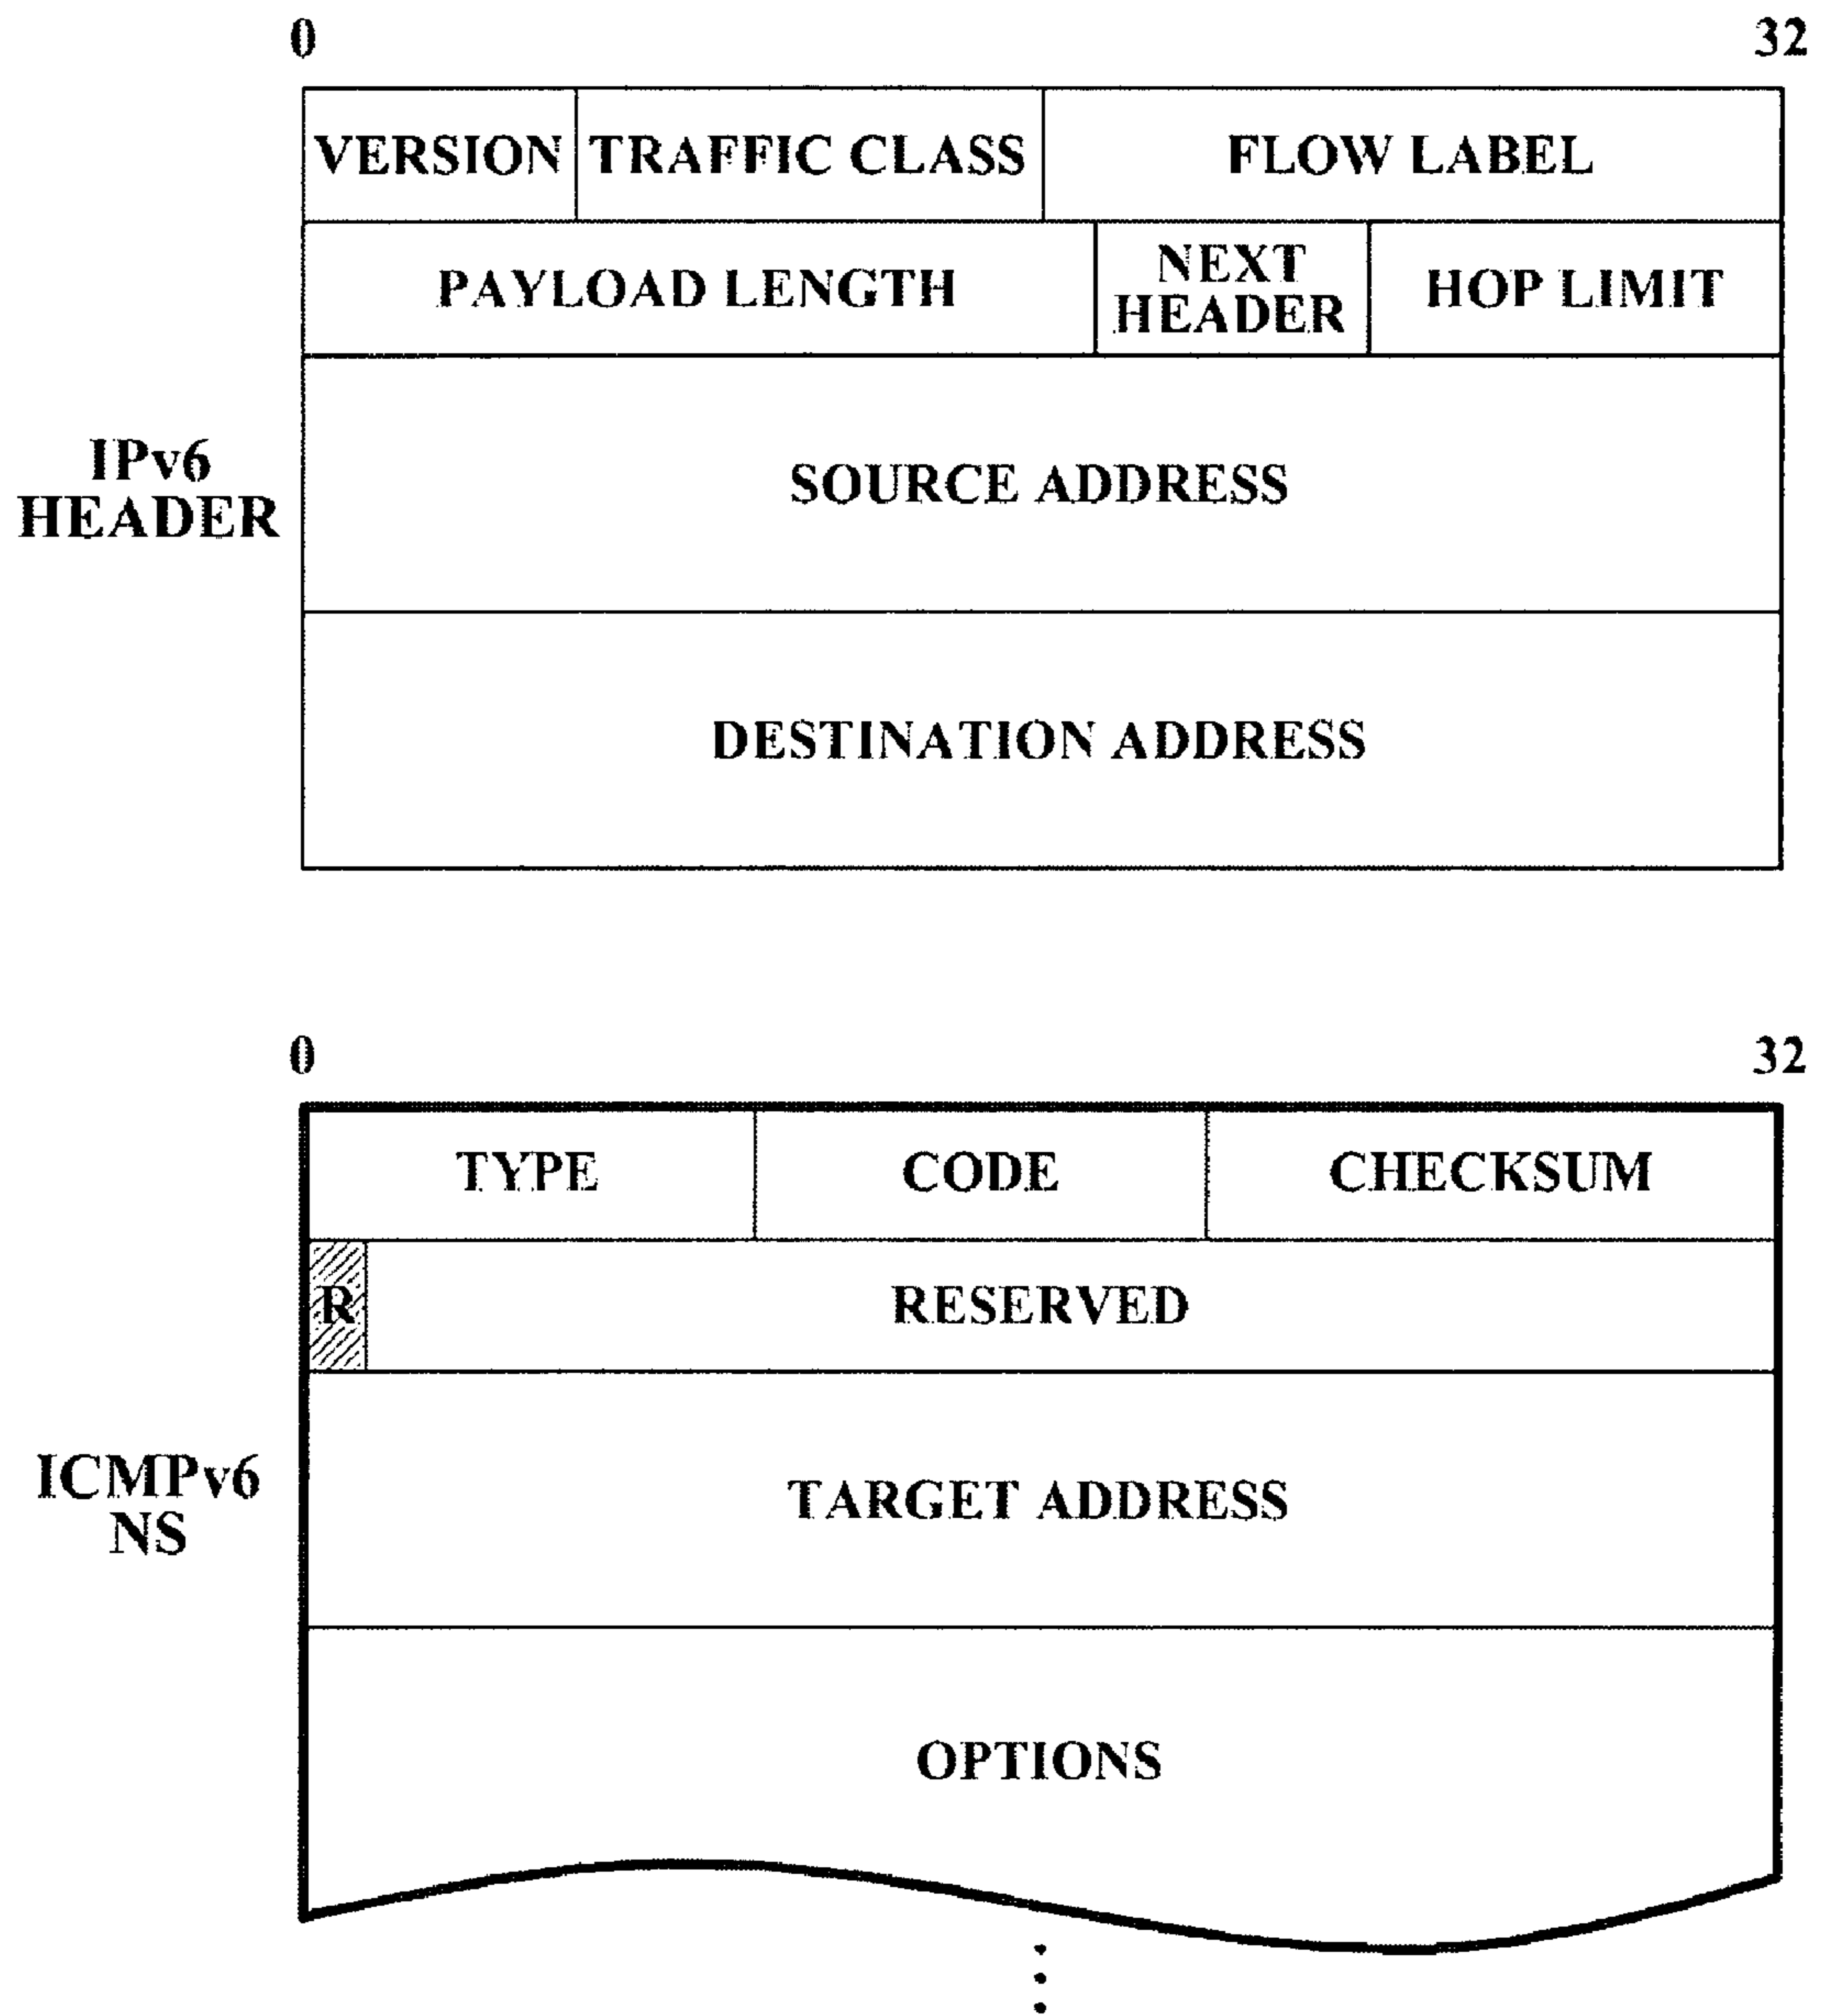 0 32
VERSION TRAFFIC CLASS FLOW LABEL
PAYLOAD LENGTH NEXT HEADER HOP LIMIT
IPv6
HEADER
SOURCE ADDRESS
DESTINATION ADDRESS
0 32
TYPE CODE CHECKSUM
R RESERVED
ICMPv6
NS
TARGET ADDRESS
OPTIONS